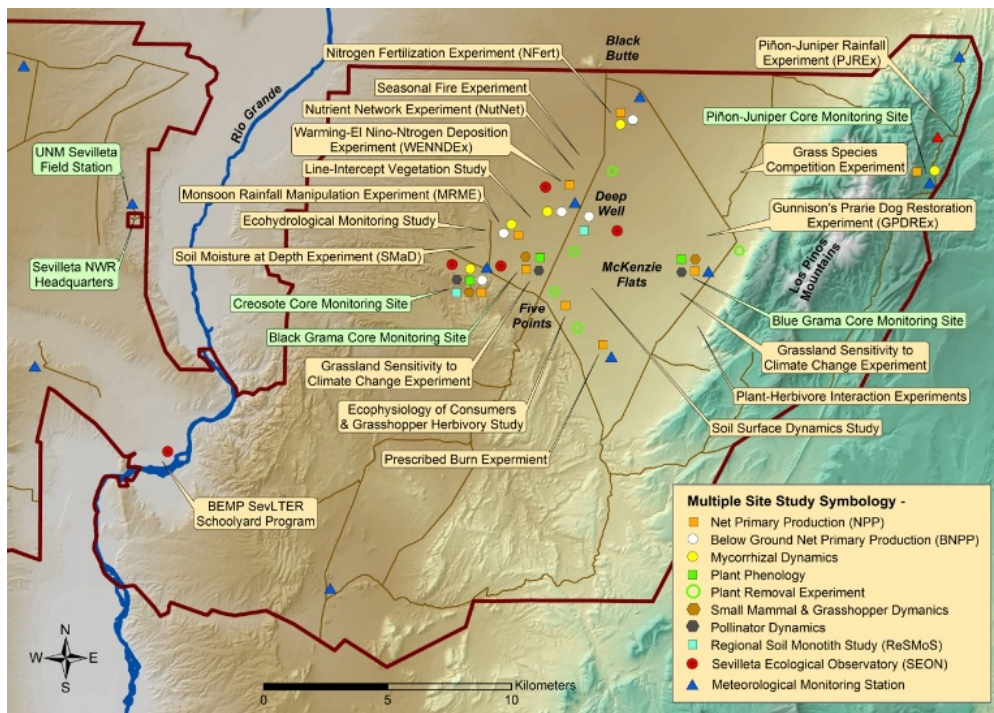 Black
Butte
Nitrogen Fertilization Experiment (NFert)
Piñon-Juniper Rainfall
Experiment (PJREx)
Seasonal Fire Experiment
Rio Grande
Nutrient Network Experiment (NutNet)
Piñon-Juniper Core Monitoring Site
Warming-El Nino-Nitrogen Deposition
Experiment (WENNDEx)
UNM Sevilleta
Field Station
Grass Species
Competition Experiment
Line-Intercept Vegetation Study
Monsoon Rainfall Manipulation Experiment (MRME)
Deep
Well
Gunnison's Prarie Dog Restoration
Experiment (GPDREx)
Ecohydrological Monitoring Study
Soil Moisture at Depth Experiment (SMaD)
Los Pinos
Mountains
Sevilleta NWR
Headquarters
McKenzie
Flats
Creosote Core Monitoring Site
Five
Points
Blue Grama Core Monitoring Site
Black Grama Core Monitoring Site
Grassland Sensitivity to
Climate Change Experiment
Grassland Sensitivity to
Climate Change Experiment
Plant-Herbivore Interaction Experiments
Ecophysiology of Consumers
& Grasshopper Herbivory Study
Soil Surface Dynamics Study
Prescribed Burn Experment
BEMP SevLTER
Schoolyard Program
Multiple Site Study Symbology -
Net Primary Production (NPP)
Below Ground Net Primary Production (BNPP)
Mycorrhizal Dynamics
Plant Phenology
Plant Removal Experiment
Small Mammal & Grasshopper Dymanics
Pollinator Dynamics
Regional Soil Monotith Study (ReSMoS)
Sevilleta Ecological Observatory (SEON)
Meteorological Monitoring Station
N
W E
S
Kilometers
0 5 10